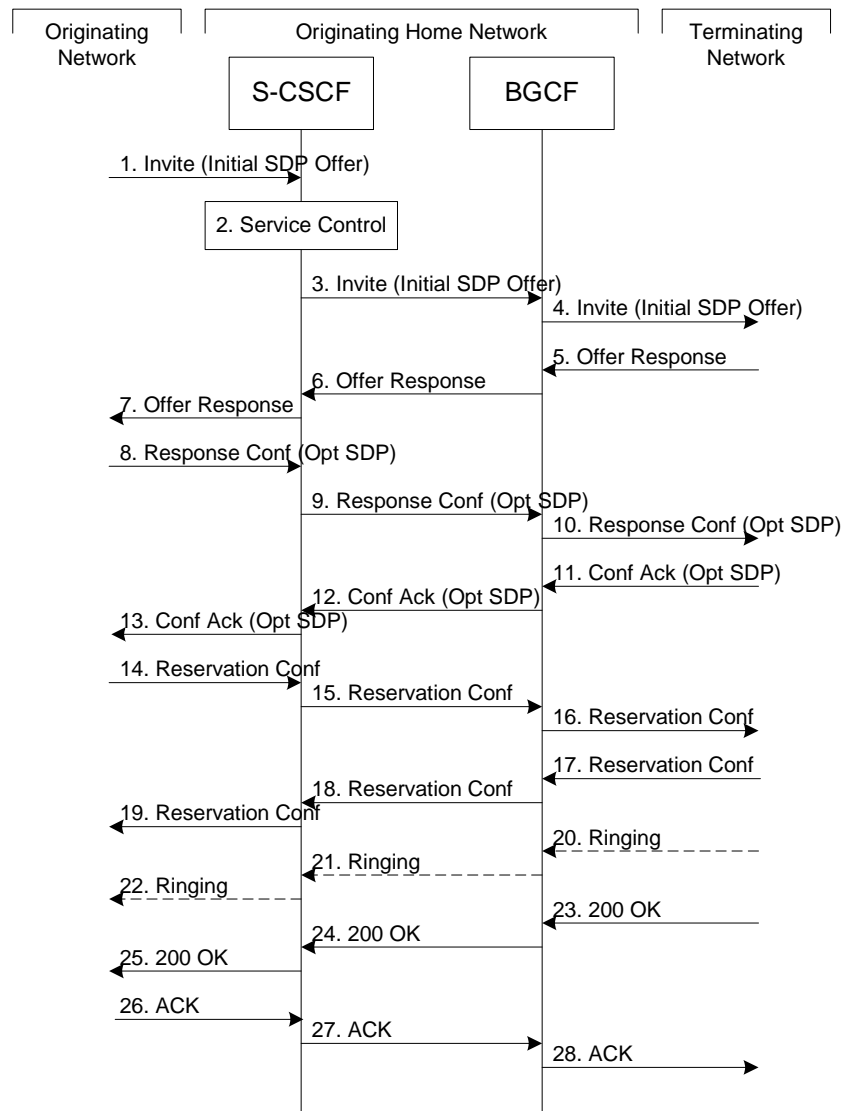 Originating
Network
Originating Home Network
Terminating
Network
S-CSCF
BGCF
1. Invite (Initial SDP Offer)
2. Service Control
3. Invite (Initial SDP Offer)
4. Invite (Initial SDP Offer)
5. Offer Response
6. Offer Response
7. Offer Response
8. Response Conf (Opt SDP)
9. Response Conf (Opt SDP)
10. Response Conf (Opt SDP)
11. Conf Ack (Opt SDP)
12. Conf Ack (Opt SDP)
13. Conf Ack (Opt SDP)
14. Reservation Conf
15. Reservation Conf
16. Reservation Conf
17. Reservation Conf
18. Reservation Conf
19. Reservation Conf
20. Ringing
21. Ringing
22. Ringing
23. 200 OK
24. 200 OK
25. 200 OK
26. ACK
27. ACK
28. ACK